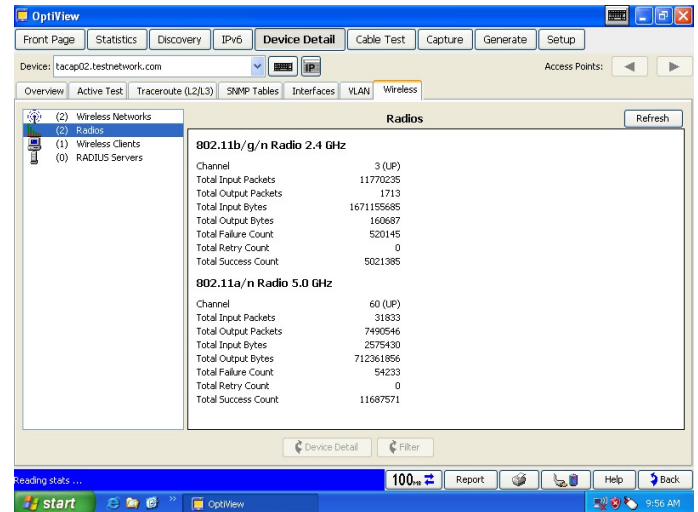 OptiView
Front Page Statistics Discovery IPv6 Device Detail Cable Test Capture Generate Setup
Device: tacap02.testnetwork.com IP Access Points:
Overview Active Test Traceroute (L2/L3) SNMP Tables Interfaces VLAN Wireless
(2) Wireless Networks
(2) Radios
(1) Wireless Clients
(0) RADIUS Servers
Radios Refresh
802.11b/g/n Radio 2.4 GHz
Channel 3 (UP)
Total Input Packets 11770235
Total Output Packets 1713
Total Input Bytes 1671155685
Total Output Bytes 160687
Total Failure Count 520145
Total Retry Count 0
Total Success Count 5021385
802.11a/n Radio 5.0 GHz
Channel 60 (UP)
Total Input Packets 31833
Total Output Packets 7490546
Total Input Bytes 2575430
Total Output Bytes 712361856
Total Failure Count 54233
Total Retry Count 0
Total Success Count 11687571
Device Detail Filter
Reading stats ... 100 Report Help Back
start OptiView 9:56 AM